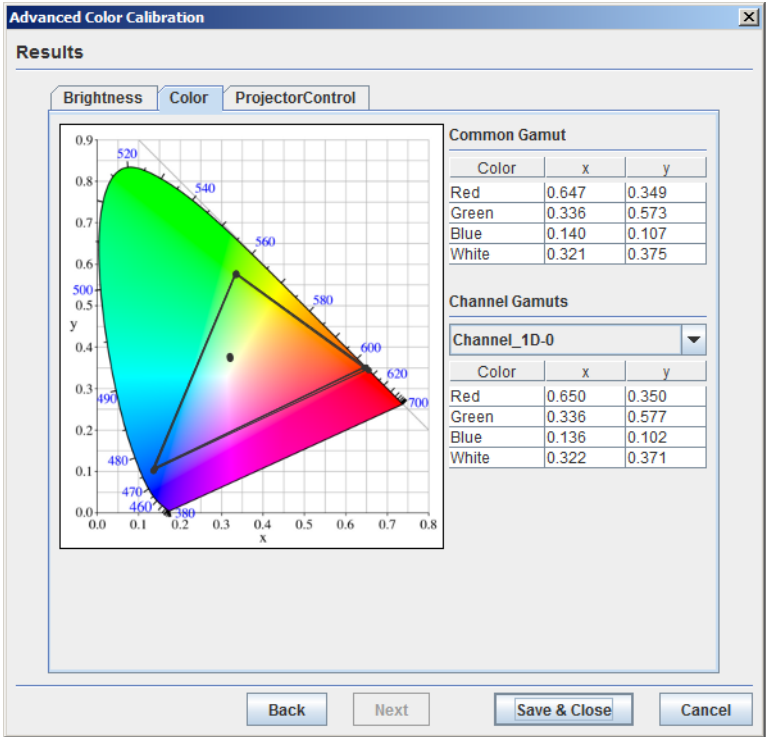 Advanced Color Calibration
Results
Brightness Color ProjectorControl
0.9
0.8
0.7
0.6
0.5
y
0.4
0.3
0.2
0.1
0.0
0.0 0.1 0.2 0.3 0.4 0.5 0.6 0.7 0.8
x
520
540
560
580
600
620
700
500
490
480
470
460
380
Common Gamut
Color x y
Red 0.647 0.349
Green 0.336 0.573
Blue 0.140 0.107
White 0.321 0.375
Channel Gamuts
Channel_1D-0
Color x y
Red 0.650 0.350
Green 0.336 0.577
Blue 0.136 0.102
White 0.322 0.371
Back Next Save & Close Cancel